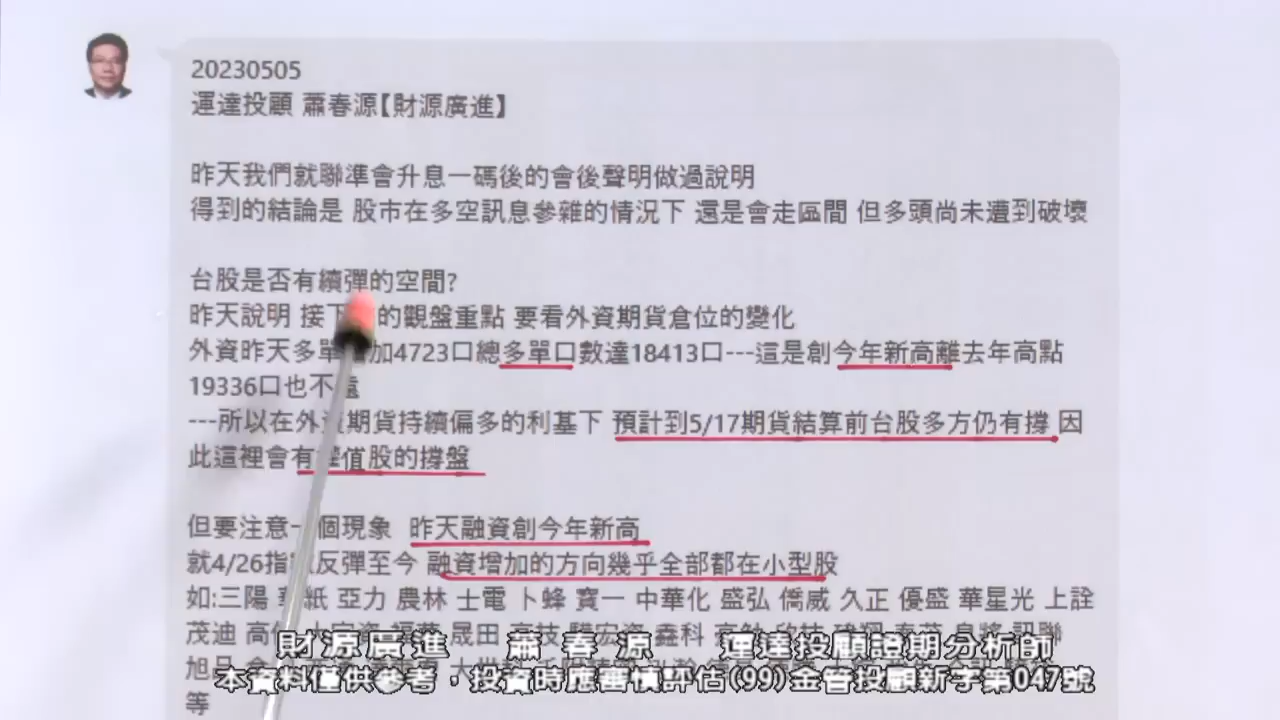 20230505
運達投顧 蕭春源【財源廣進】
昨天我們就聯準會升息一碼後的會後聲明做過說明
得到的結論是 股市在多空訊息參雜的情況下 還是會走區間 但多頭尚未遭到破壞
台股是否有續彈的空間?
昨天說明 接下 的觀盤重點 要看外資期貨倉位的變化
外資昨天多單 加4723口總多單口數達18413口---這是創今年新高離去年高點
19336口也不遠
---所以在外資期貨持續偏多的利基下 預計到5/17期貨結算前台股多方仍有撐 因
此這裡會有權值股的撐盤
但要注意一個現象 昨天融資創今年新高
就4/26指 反彈至今 融資增加的方向幾乎全部都在小型股
如:三陽 紙 亞力 農林 士電 卜蜂 寶一 中華化 盛弘 僑威 久正 優盛 華星光 上詮
茂迪 晟田 鑫科 訊聯
旭品
等
財源廣進 蕭春源 運達投顧證期分析師
本資料僅供參考,投資時應審慎評估(99)金管投顧新字第047號